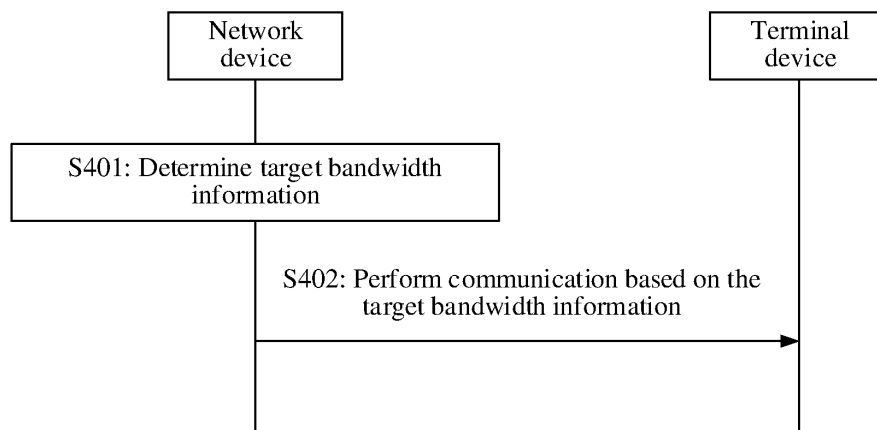 Network
device
Terminal
device
S401: Determine target bandwidth
information
S402: Perform communication based on the
target bandwidth information